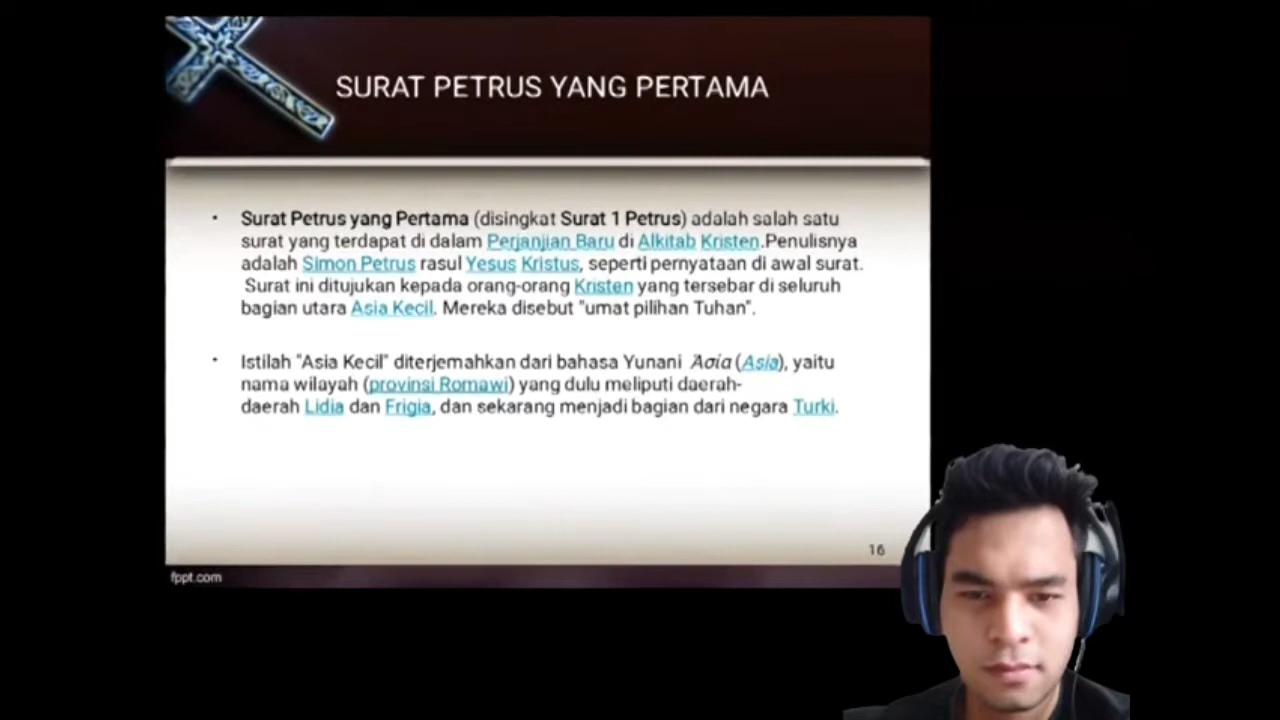 SURAT PETRUS YANG PERTAMA
• Surat Petrus yang Pertama (disingkat Surat 1 Petrus) adalah salah satu
surat yang terdapat di dalam Perjanjian Baru di Alkitab Kristen.Penulisnya
adalah Simon Petrus rasul Yesus Kristus, seperti pernyataan di awal surat.
Surat ini ditujukan kepada orang-orang Kristen yang tersebar di seluruh
bagian utara Asia Kecil. Mereka disebut "umat pilihan Tuhan".
• Istilah "Asia Kecil" diterjemahkan dari bahasa Yunani Ἀσία (Asia), yaitu
nama wilayah (provinsi Romawi) yang dulu meliputi daerah-
daerah Lidia dan Frigia, dan sekarang menjadi bagian dari negara Turki.
16
fppt.com